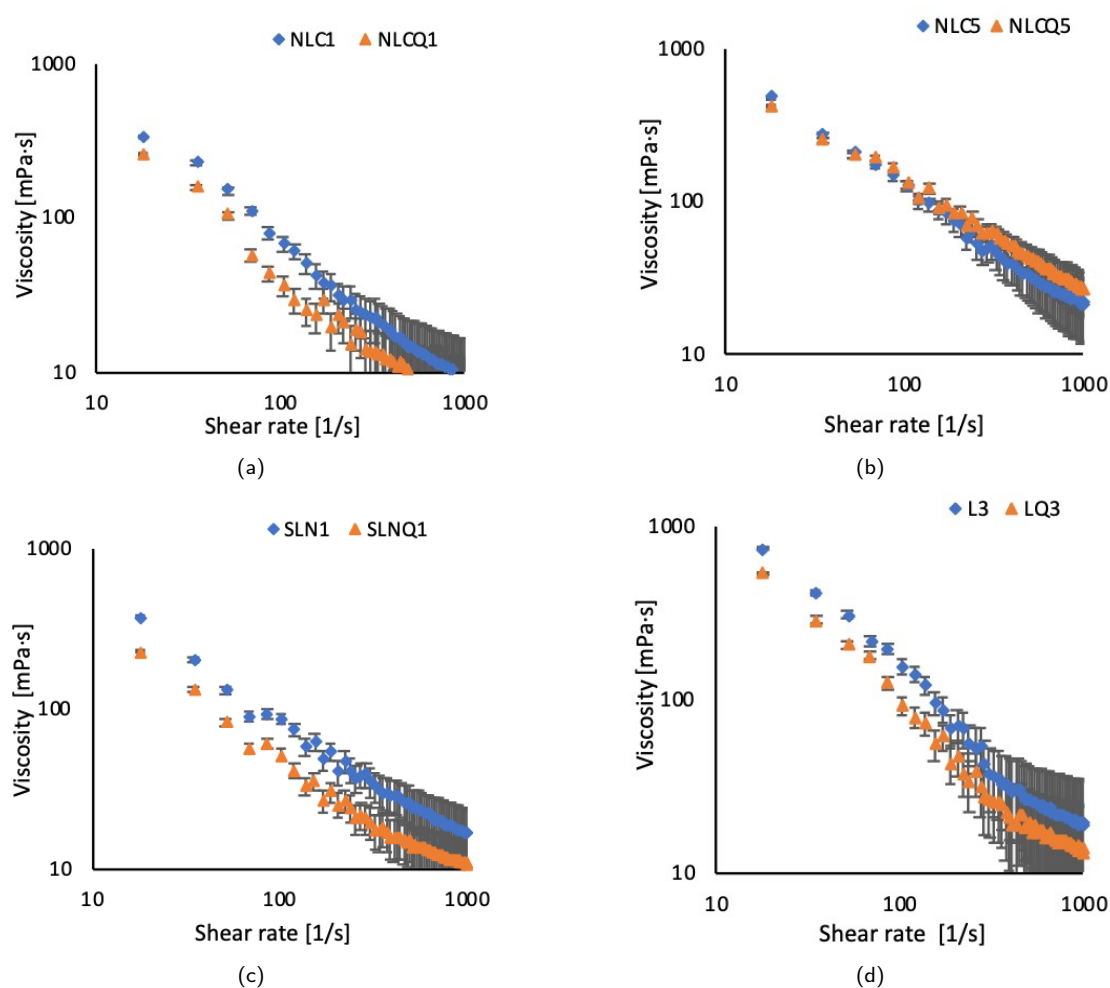 NLC1 NLCQ1
1000
100
10
10 100 1000
Viscosity [mPa·s]
Shear rate [1/s]
(a)
NLC5 NLCQ5
1000
100
10
10 100 1000
Viscosity [mPa·s]
Shear rate [1/s]
(b)
SLN1 SLNQ1
1000
100
10
10 100 1000
Viscosity [mPa·s]
Shear rate [1/s]
(c)
L3 LQ3
1000
100
10
10 100 1000
Viscosity [mPa·s]
Shear rate [1/s]
(d)